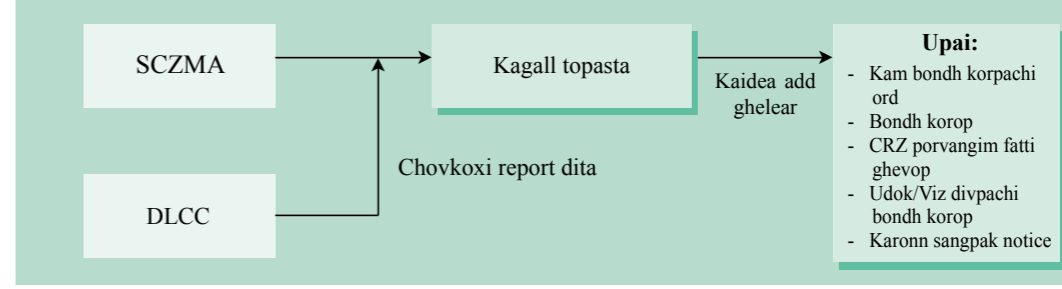 SCZMA
Kagall topasta
Kaidea add
ghelear
Chovkoxi report dita
DLCC
Upai:
- Kam bondh korpachi
ord
- Bondh korop
- CRZ porvangim fatti
ghevop
- Udok/Viz divpachi
bondh korop
- Karonn sangpak notice